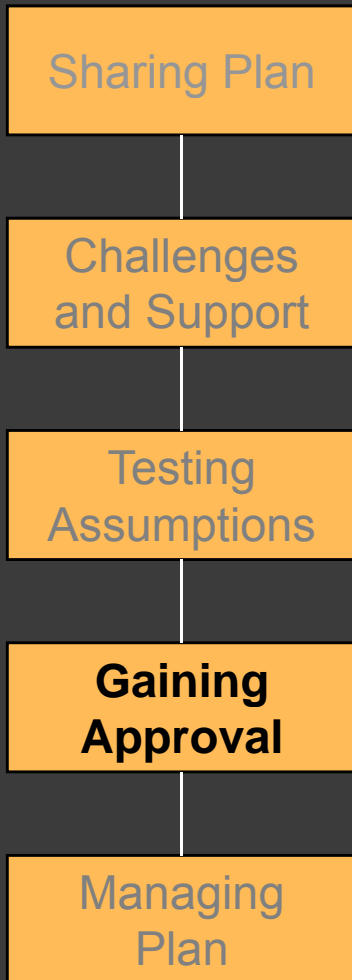 Sharing Plan
Challenges
and Support
Testing
Assumptions
Gaining
Approval
Managing
Plan